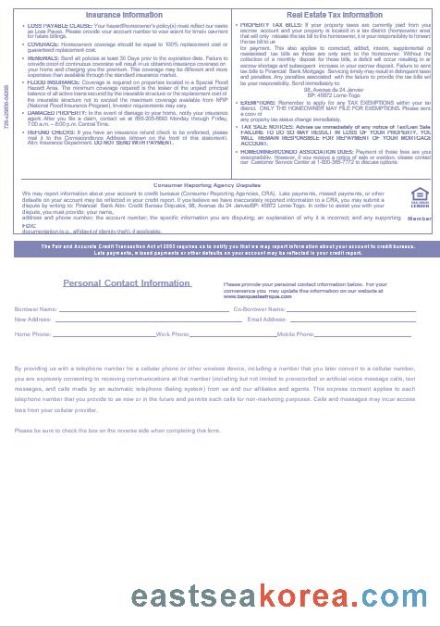 Insurance Information
• LOSS PAYABLE CLAUSE: Your hazard/homeowner's policy(s) must reflect our name
as Loss Payee. Please provide your account number to your agent for timely payment
for future billings.
• COVERAGE: Homeowners coverage should be equal to 100% replacement cost or
guaranteed replacement cost.
• RENEWALS: Send all policies at least 30 Days prior to the expiration date. Failure to
provide proof of continuous coverage will result in us obtaining insurance coverage on
your home and charging you the premium. This coverage may be different and more
expensive than available through the standard insurance market.
• FLOOD INSURANCE: Coverage is required on properties located in a Special Flood
Hazard Area. The minimum coverage required is the lesser of the unpaid principal
balance of all active loans secured by the insurable structure or the replacement cost of
the insurable structure not to exceed the maximum available from NFIP
(National Flood Insurance Program). Investor requirements may vary.
• DAMAGED PROPERTY: In the event of damage to your home, notify your insurance
agent. After you file a claim, contact us at Monday through Friday,
7:00 a.m. – 8:00 p.m. Central Time.
• REFUND CHECKS: If you have an insurance refund check to be endorsed, please
mail it to the Correspondence Address (shown on the front of this statement),
Attn: Insurance Department. DO NOT SEND WITH PAYMENT.
Real Estate Tax Information
• PROPERTY TAX BILLS: If your property taxes are currently paid from your
escrow account and your property is located in a tax district (homeowner area)
that will only release the tax bill to the homeowner, it is your responsibility to forward
the tax bill to us
for payment. This also applies to corrected, added, interim, supplemental or
reassessed tax bills as these are only sent to the homeowner. Without the
collection of a monthly deposit for these bills, a deficit will occur, resulting in an
escrow shortage and subsequent increase in your escrow deposit. Failure to send
tax bills to Financial Bank Mortgage Servicing timely may result in delinquent taxes
and penalties. Any penalties associated with the failure to provide the tax bills will
be your responsibility. Send immediately to:
98, Avenue du 24 Janvier
BP: 45872 Lome-Togo
• EXEMPTIONS: Remember to apply for any TAX EXEMPTIONS within your tax
district. ONLY THE HOMEOWNER MAY FILE FOR EXEMPTIONS. Please send
a copy of
any property tax status change immediately.
• TAX SALE NOTICES: Advise us immediately of any notice of Tax/Loan Sale.
FAILURE TO DO SO MAY RESULT IN LOSS OF YOUR PROPERTY. YOU
WILL REMAIN RESPONSIBLE FOR REPAYMENT OF YOUR MORTGAGE
ACCOUNT.
• HOMEOWNER/CONDO ASSOCIATION DUES: Payment of these fees are your
responsibility. However, if you receive a notice of sale or eviction, please contact
our Customer Service Center at to discuss options.
Consumer Reporting Agency Disputes
We may report information about your account to credit bureaus (Consumer Reporting Agencies, CRA). Late payments, missed payments, or other
defaults on your account may be reflected in your credit report. If you believe we have inaccurately reported information to a CRA, you may submit a
dispute by writing to: Financial Bank Attn: Credit Bureau Disputes, 98, Avenue du 24 JanvierBP: 45872 Lome-Togo. In order to assist you with your
dispute, you must provide: your name,
address and phone number; the account number; the specific information you are disputing; an explanation of why it is incorrect; and any supporting
documentation (e.g., affidavit of identity theft), if applicable.
Member
FDIC
The Fair and Accurate Credit Transaction Act of 2003 requires us to notify you that we may report information about your account to credit bureaus.
Late payments, missed payments or other defaults on your account may be reflected in your credit report.
Personal Contact Information
Please provide your personal contact information below. For your
convenience you may update this information on our website at
Borrower Name:
Co-Borrower Name:
New Address:
Email Address:
Home Phone:
Work Phone:
Mobile Phone:
By providing us with a telephone number for a cellular phone or other wireless device, including a number that you later convert to a cellular number,
you are expressly consenting to receiving communications at that number (including but not limited to prerecorded or artificial voice message calls, text
messages, and calls made by an automatic telephone dialing system) from us and our affiliates and agents. This express consent applies to each
telephone number that you provide to us now or in the future and permits such calls for non-marketing purposes. Calls and messages may incur access
fees from your cellular provider.
Please be sure to check the box on the reverse side when completing this form.
eastseakorea.com